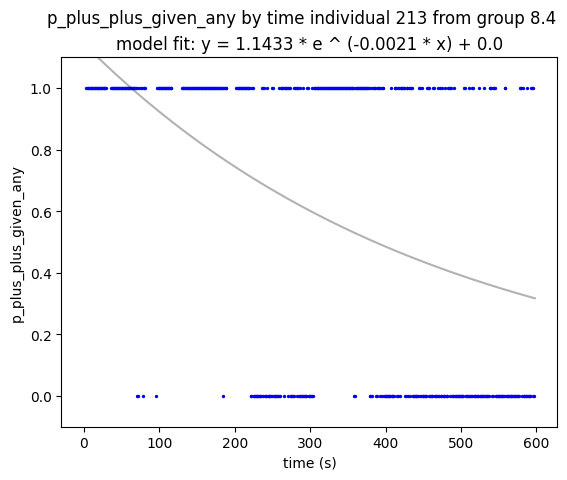 p_plus_plus_given_any by time individual 213 from group 8.4
model fit: y = 1.1433 * e ^ (-0.0021 * x) + 0.0
1.0
0.8
0.6
0.4
0.2
0.0
p_plus_plus_given_any
0 100 200 300 400 500 600
time (s)